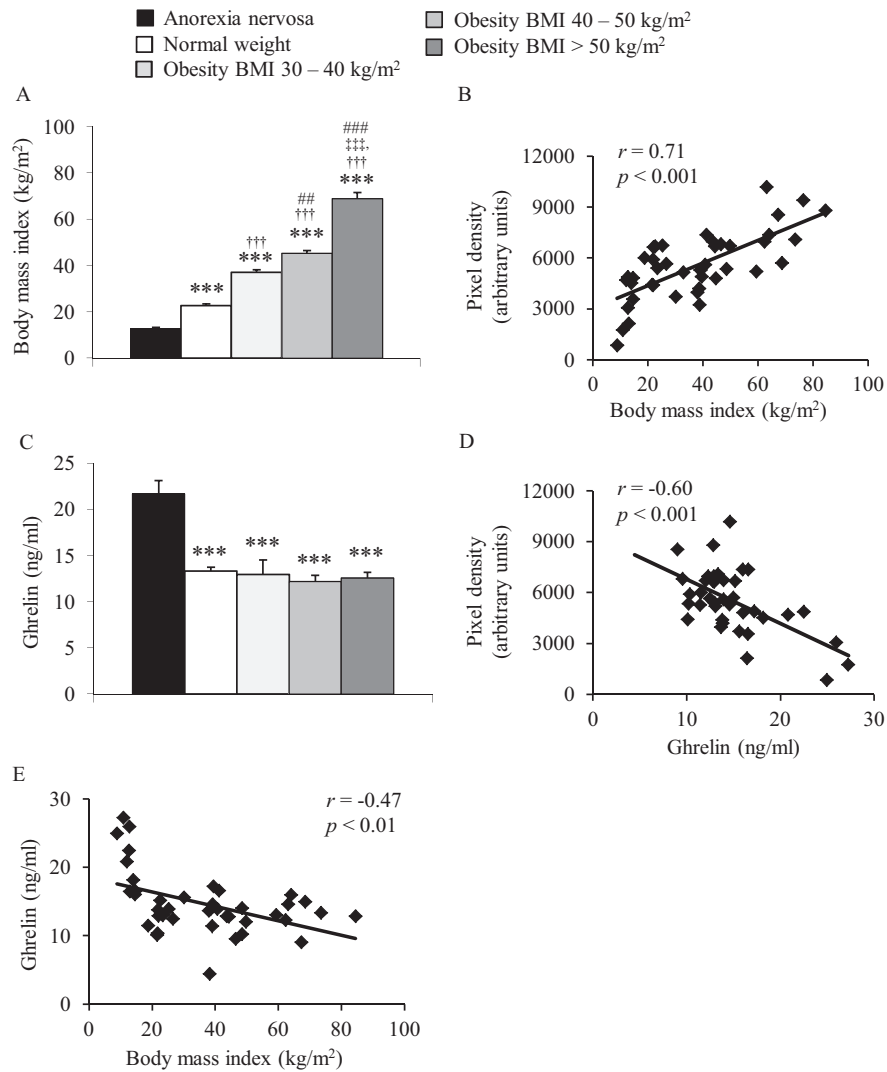 Anorexia nervosa
Normal weight
Obesity BMI 30 – 40 kg/m²
Obesity BMI 40 – 50 kg/m²
Obesity BMI > 50 kg/m²
A
Body mass index (kg/m²)
100
80
60
40
20
0
***
†††
***
##
†††
***
###
‡‡‡,
†††
***
B
r = 0.71
p < 0.001
Pixel density
(arbitrary units)
12000
9000
6000
3000
0
0 20 40 60 80 100
Body mass index (kg/m²)
C
Ghrelin (ng/ml)
25
20
15
10
5
0
*** *** *** ***
D
r = -0.60
p < 0.001
Pixel density
(arbitrary units)
12000
9000
6000
3000
0
0 10 20 30
Ghrelin (ng/ml)
E
r = -0.47
p < 0.01
Ghrelin (ng/ml)
30
20
10
0
0 20 40 60 80 100
Body mass index (kg/m²)